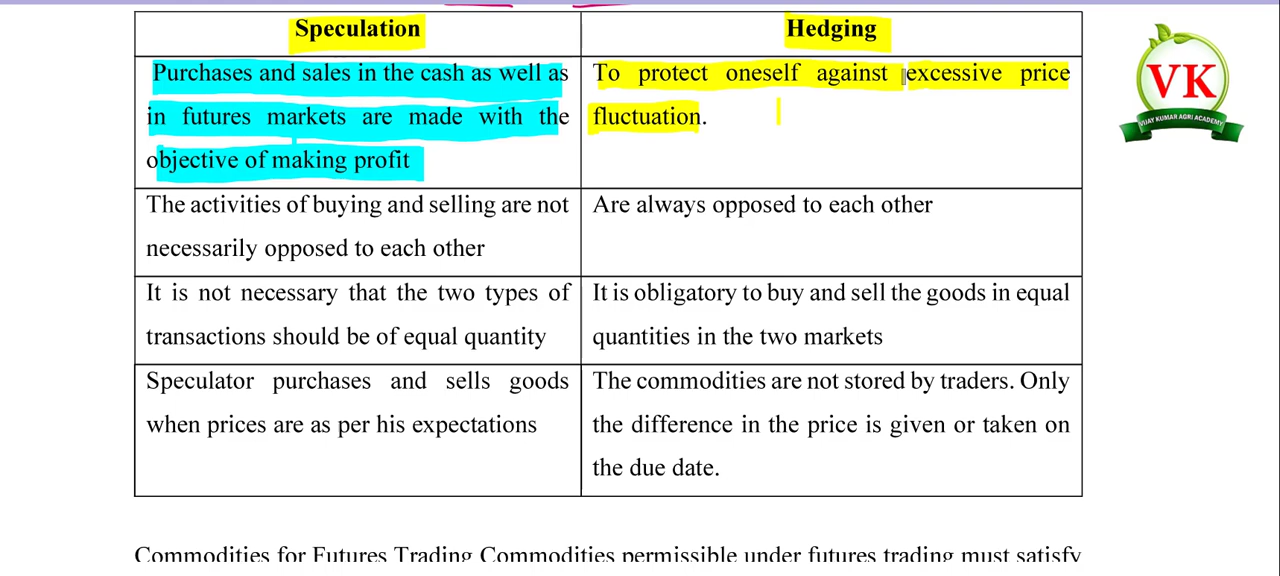 Speculation
Hedging
Purchases and sales in the cash as well as
in futures markets are made with the
objective of making profit
To protect oneself against excessive price
fluctuation.
The activities of buying and selling are not
necessarily opposed to each other
Are always opposed to each other
It is not necessary that the two types of
transactions should be of equal quantity
It is obligatory to buy and sell the goods in equal
quantities in the two markets
Speculator purchases and sells goods
when prices are as per his expectations
The commodities are not stored by traders. Only
the difference in the price is given or taken on
the due date.
Commodities for Futures Trading Commodities permissible under futures trading must satisfy
VK
VIJAY KUMAR AGRI ACADEMY